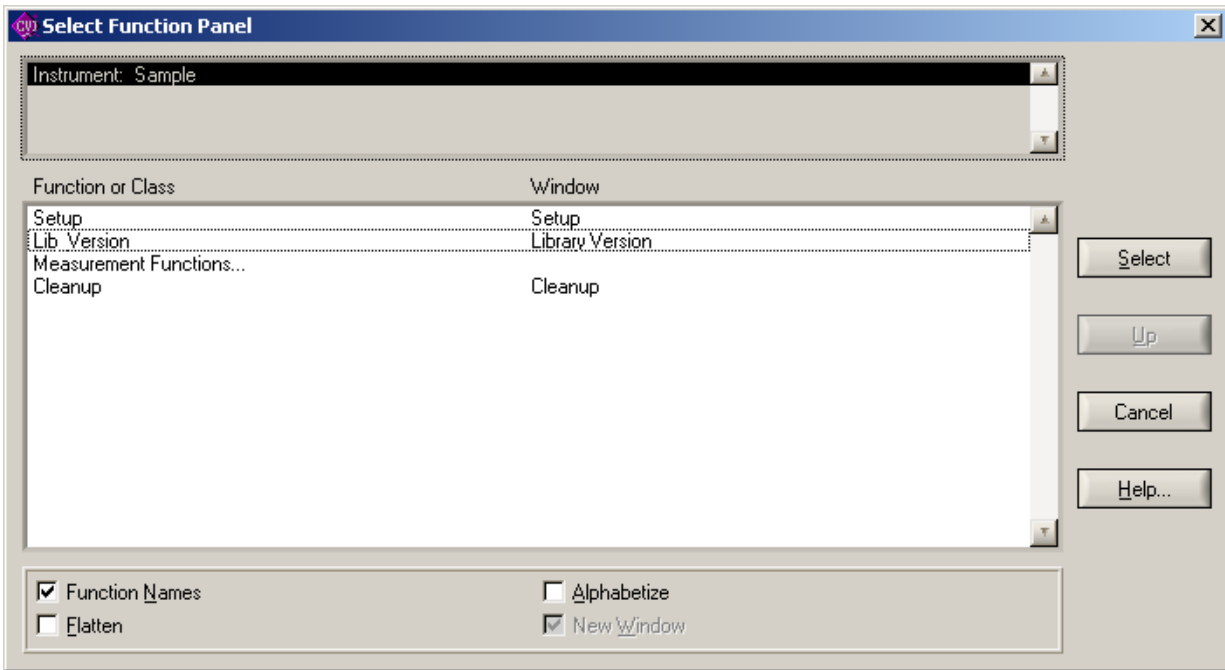 CVI Select Function Panel
Instrument: Sample
Function or Class Window
Setup Setup
Lib_Version Library Version
Measurement Functions...
Cleanup Cleanup
Select
Up
Cancel
Help...
Function Names Alphabetize
Flatten New Window